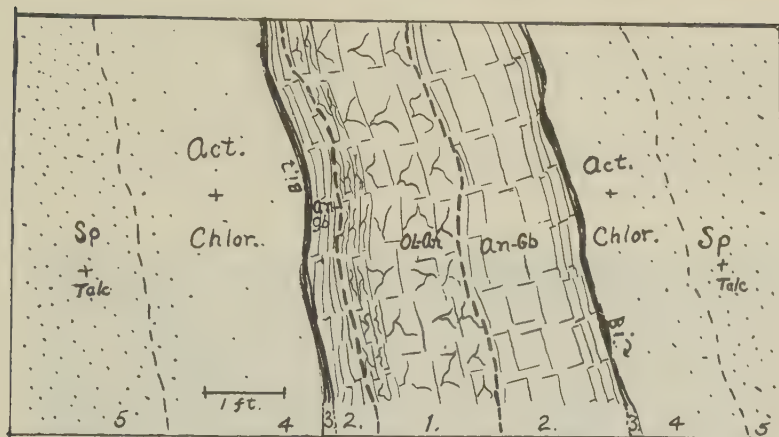 Act.
+
Chlor.
Sp
+
Talc
Bi.
an
Gb
Ol-An
An-Gb
Act.
+
Chlor.
Sp
+
Talc
Bi.
1 ft.
5 4 3 2. 1. 2. 3 4 5